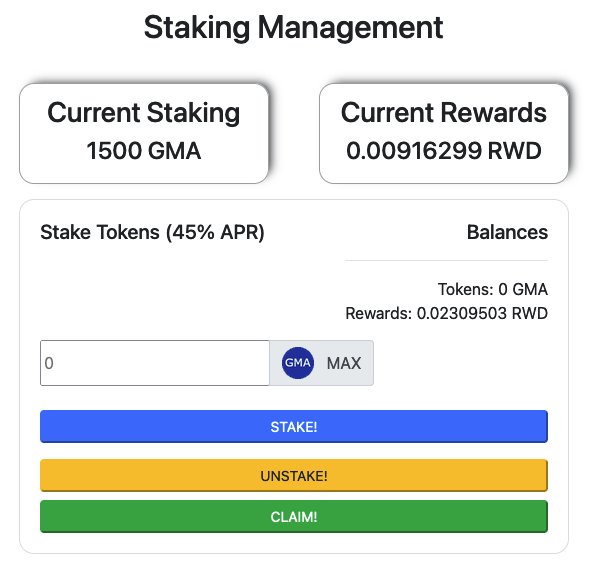 Staking Management
Current Staking
1500 GMA
Current Rewards
0.00916299 RWD
Stake Tokens (45% APR)
Balances
Tokens: 0 GMA
Rewards: 0.02309503 RWD
0
GMA
MAX
STAKE!
UNSTAKE!
CLAIM!